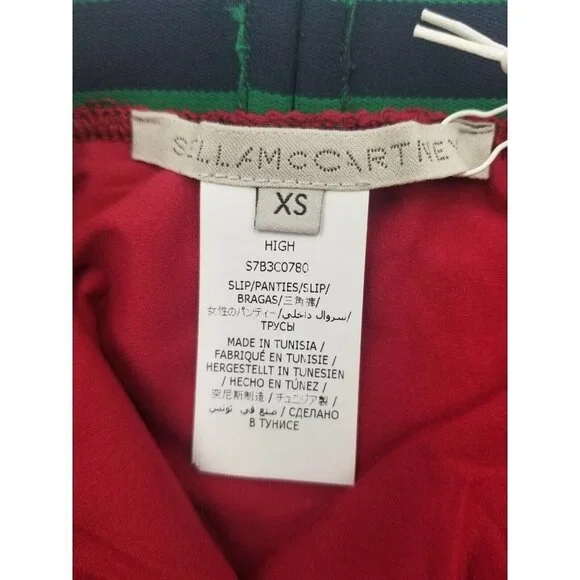 STELLA McCARTNEY
XS
HIGH
S7B3C0780
SLIP/PANTIES/SLIP/
BRAGAS/三角裤/
女性のパンティー/سروال داخلي/
ТРУСЫ
MADE IN TUNISIA /
FABRIQUÉ EN TUNISIE /
HERGESTELLT IN TUNESIEN
/ HECHO EN TÚNEZ /
突尼斯制造 / チュニジア製 /
صنع في تونس / СДЕЛАНО
В ТУНИСЕ